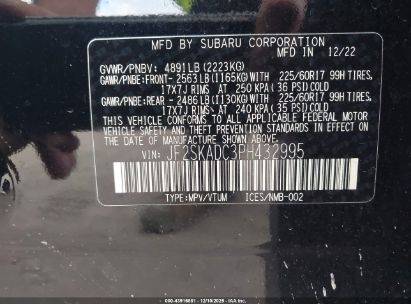 MFD BY SUBARU CORPORATION
MFD IN 12/22
GVWR/PNBV: 4891LB (2223KG)
GAWR/PNBE: FRONT- 2563LB (1165KG) WITH 225/60R17 99H TIRES,
17X7J RIMS AT 250 KPA (36 PSI) COLD
GAWR/PNBE: REAR - 2486LB (1130KG) WITH 225/60R17 99H TIRES,
17X7J RIMS AT 240 KPA (35 PSI) COLD
THIS VEHICLE CONFORMS TO ALL APPLICABLE FEDERAL MOTOR
VEHICLE SAFETY AND BUMPER STANDARDS IN EFFECT ON THE
DATE OF MANUFACTURE SHOWN ABOVE.
VIN: JF2SKADC3PH432995
TYPE:MPV/VTUM ICES/NMB-002